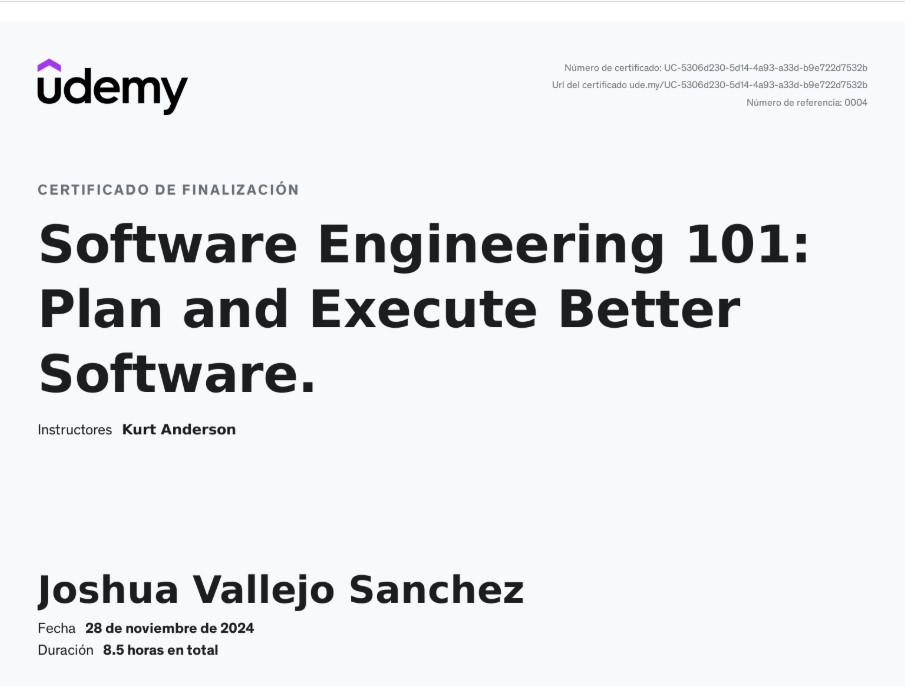 udemy
Número de certificado: UC-5306d230-5d14-4a93-a33d-b9e722d7532b
Url del certificado ude.my/UC-5306d230-5d14-4a93-a33d-b9e722d7532b
Número de referencia: 0004
CERTIFICADO DE FINALIZACIÓN
Software Engineering 101:
Plan and Execute Better
Software.
Instructores Kurt Anderson
Joshua Vallejo Sanchez
Fecha 28 de noviembre de 2024
Duración 8.5 horas en total